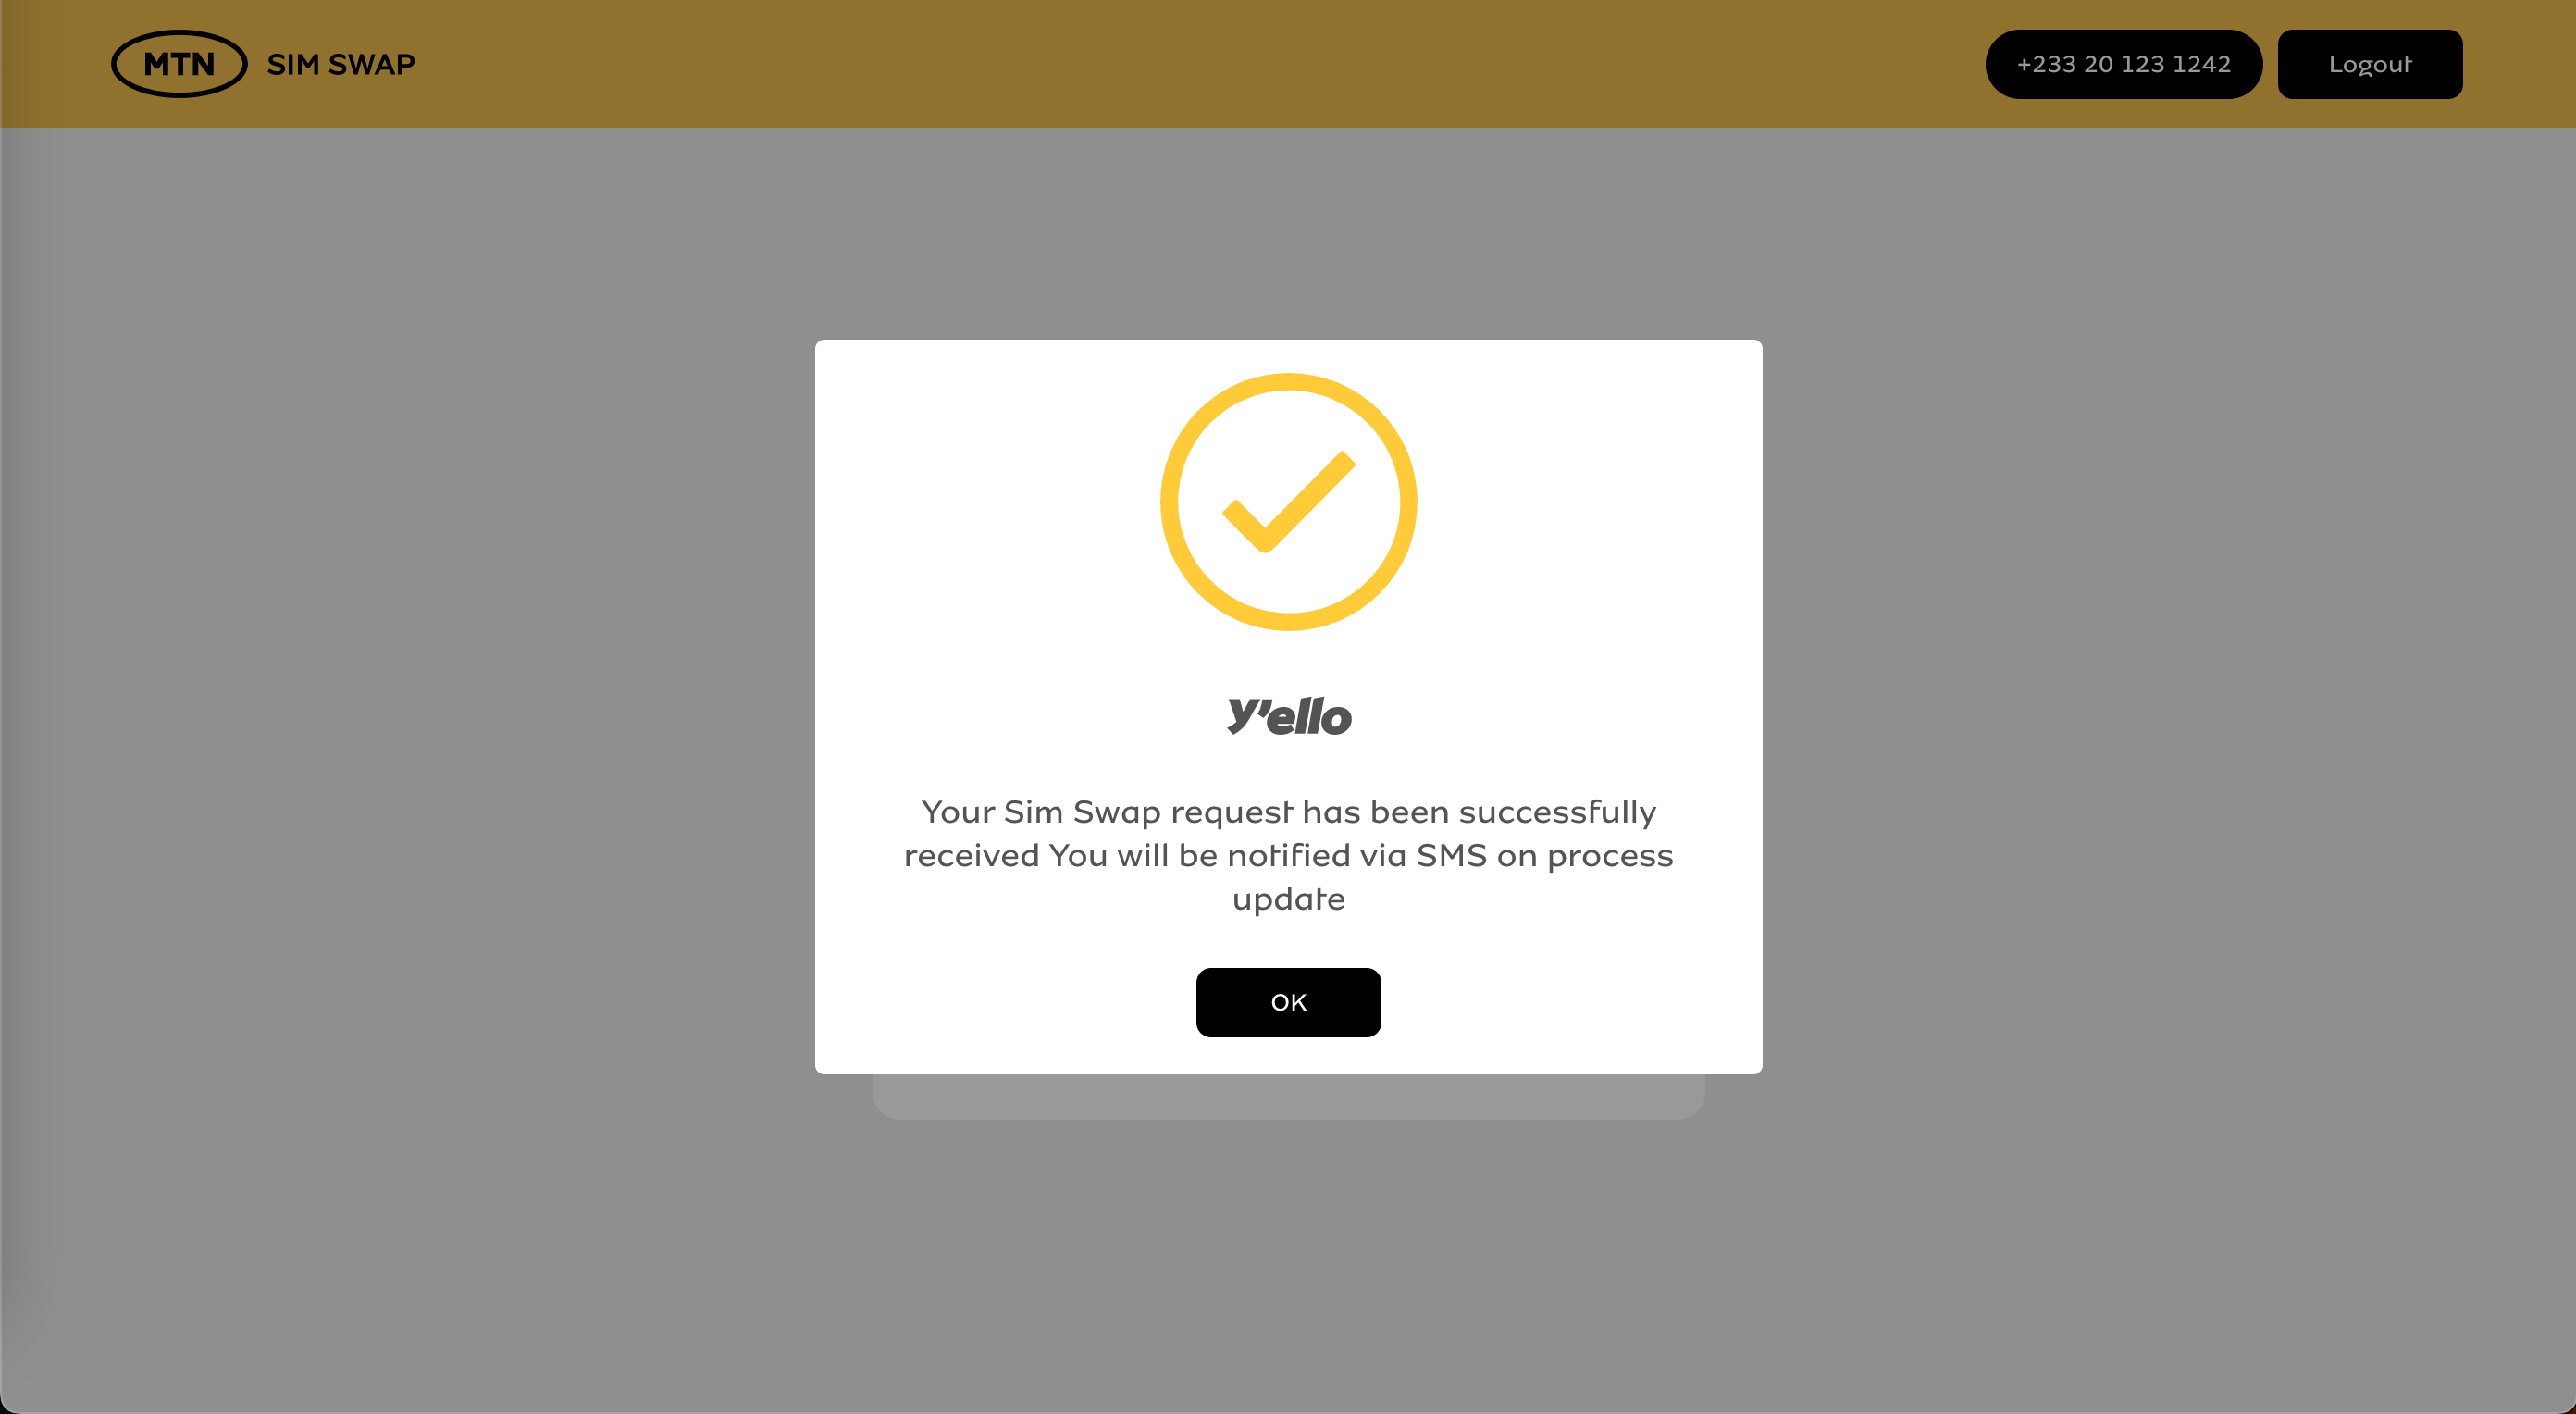 MTN SIM SWAP
+233 20 123 1242
Logout
y'ello
Your Sim Swap request has been successfully
received You will be notified via SMS on process
update
OK